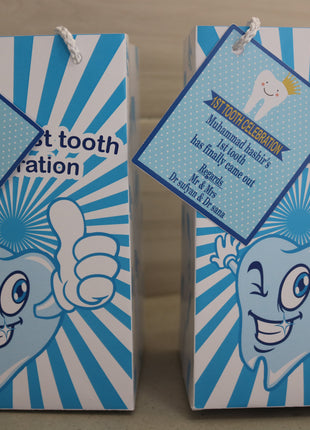 st tooth
ration
1ST TOOTH CELEBRATION
Muhammad hashir's
1st tooth
has finally came out
Regards
Mr & Mrs
Dr sufyan & Dr sana